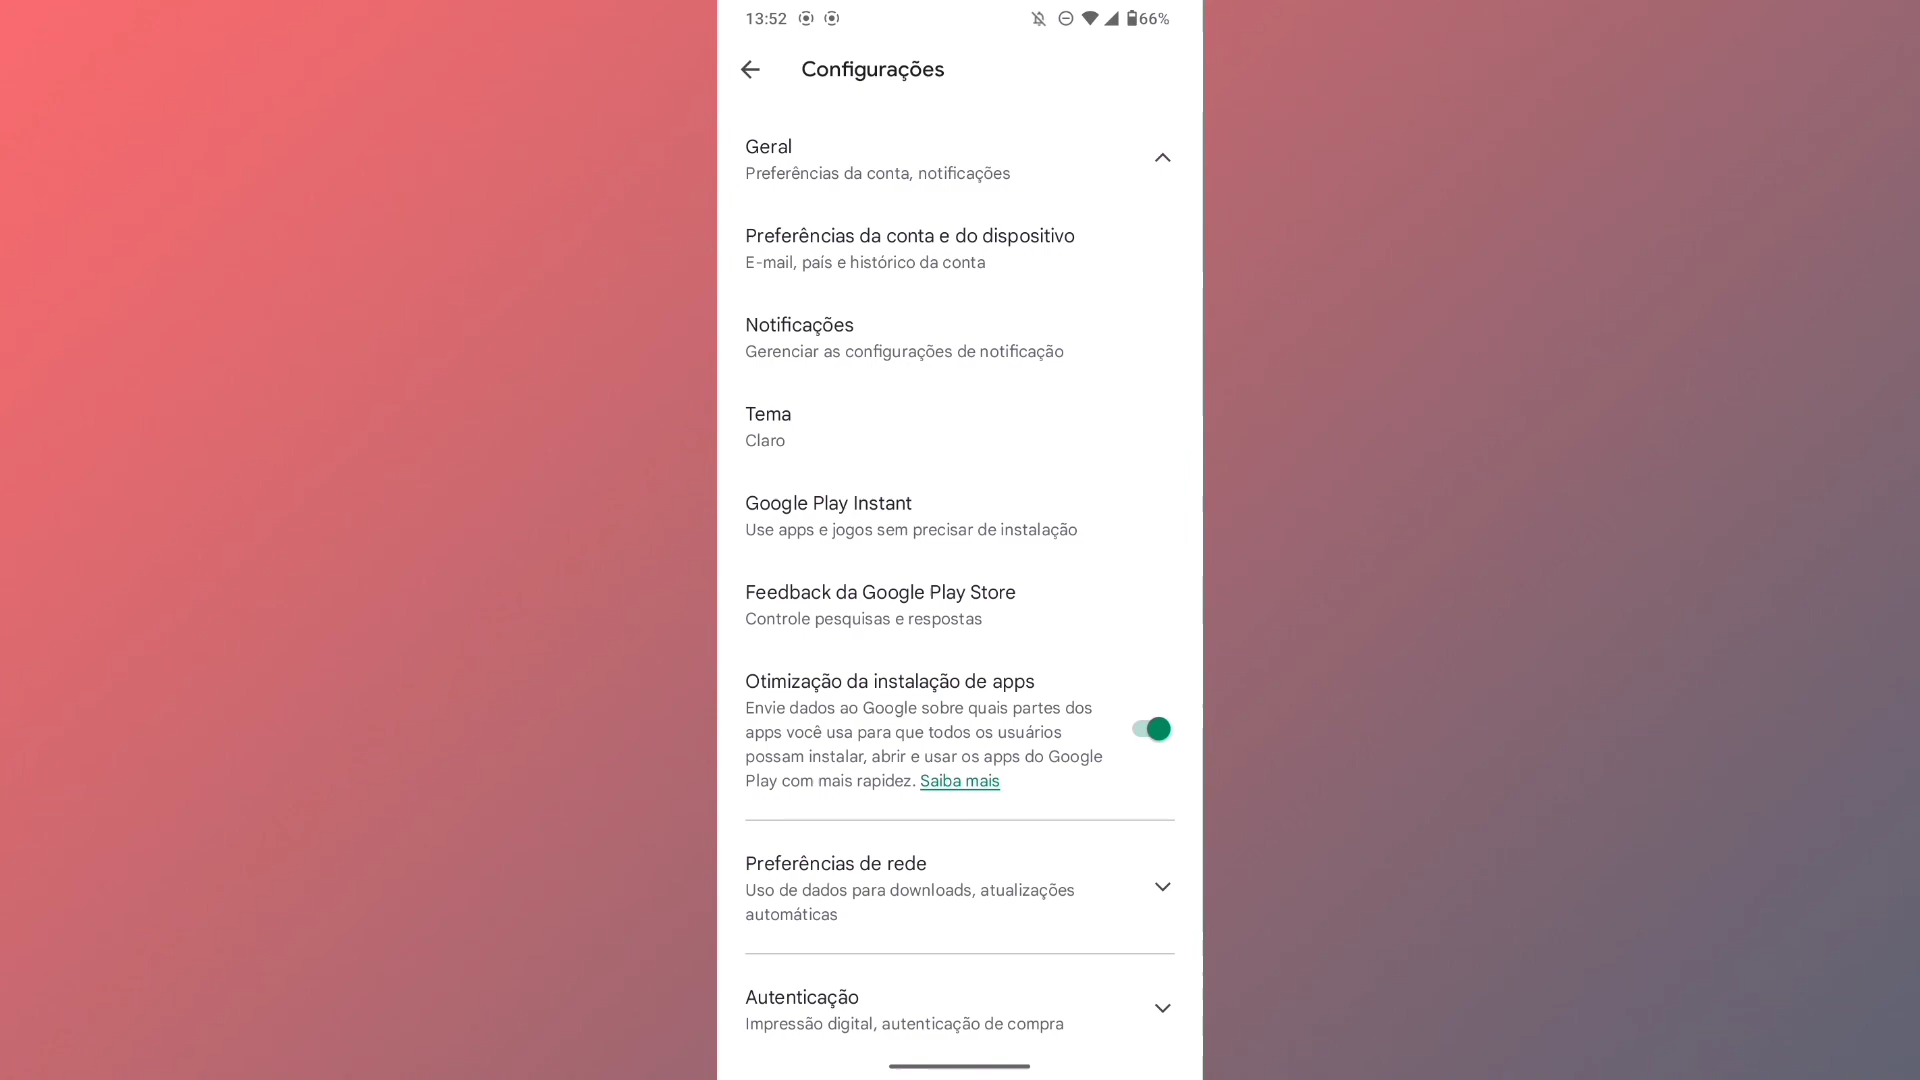 13:52
66%
Configurações
Geral
Preferências da conta, notificações
Preferências da conta e do dispositivo
E-mail, país e histórico da conta
Notificações
Gerenciar as configurações de notificação
Tema
Claro
Google Play Instant
Use apps e jogos sem precisar de instalação
Feedback da Google Play Store
Controle pesquisas e respostas
Otimização da instalação de apps
Envie dados ao Google sobre quais partes dos
apps você usa para que todos os usuários
possam instalar, abrir e usar os apps do Google
Play com mais rapidez. Saiba mais
Preferências de rede
Uso de dados para downloads, atualizações
automáticas
Autenticação
Impressão digital, autenticação de compra